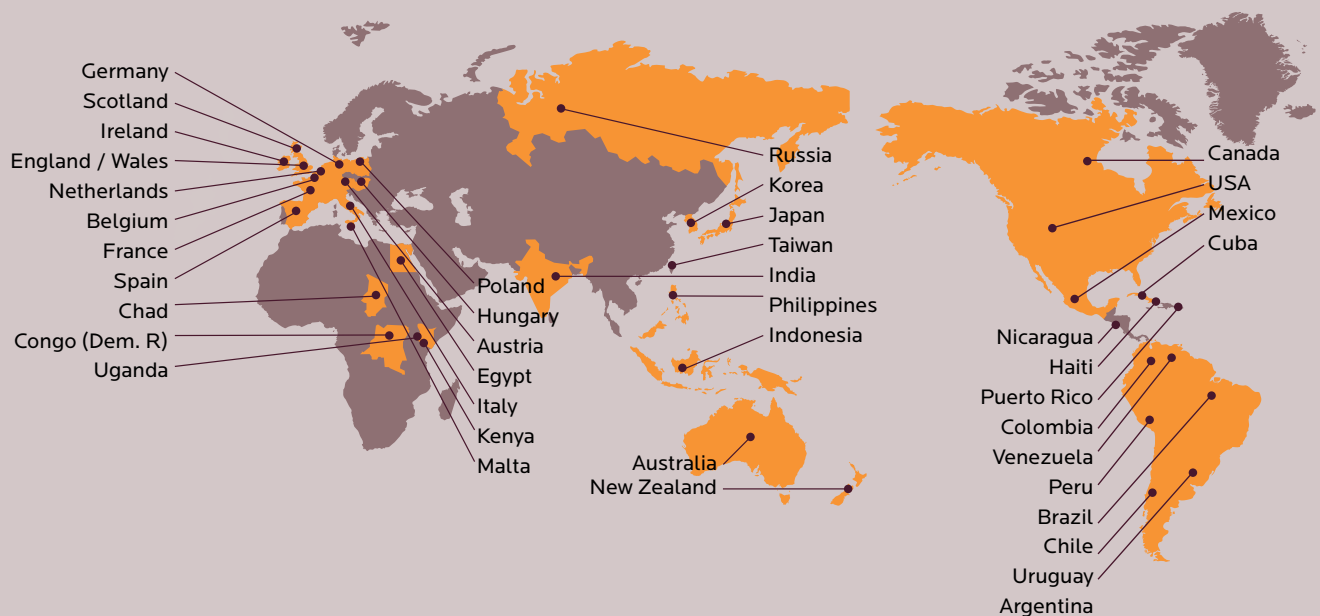 Germany
Scotland
Ireland
England / Wales
Netherlands
Belgium
France
Spain
Chad
Congo (Dem. R)
Uganda
Poland
Hungary
Austria
Egypt
Italy
Kenya
Malta
Russia
Korea
Japan
Taiwan
India
Philippines
Indonesia
Australia
New Zealand
Canada
USA
Mexico
Cuba
Nicaragua
Haiti
Puerto Rico
Colombia
Venezuela
Peru
Brazil
Chile
Uruguay
Argentina